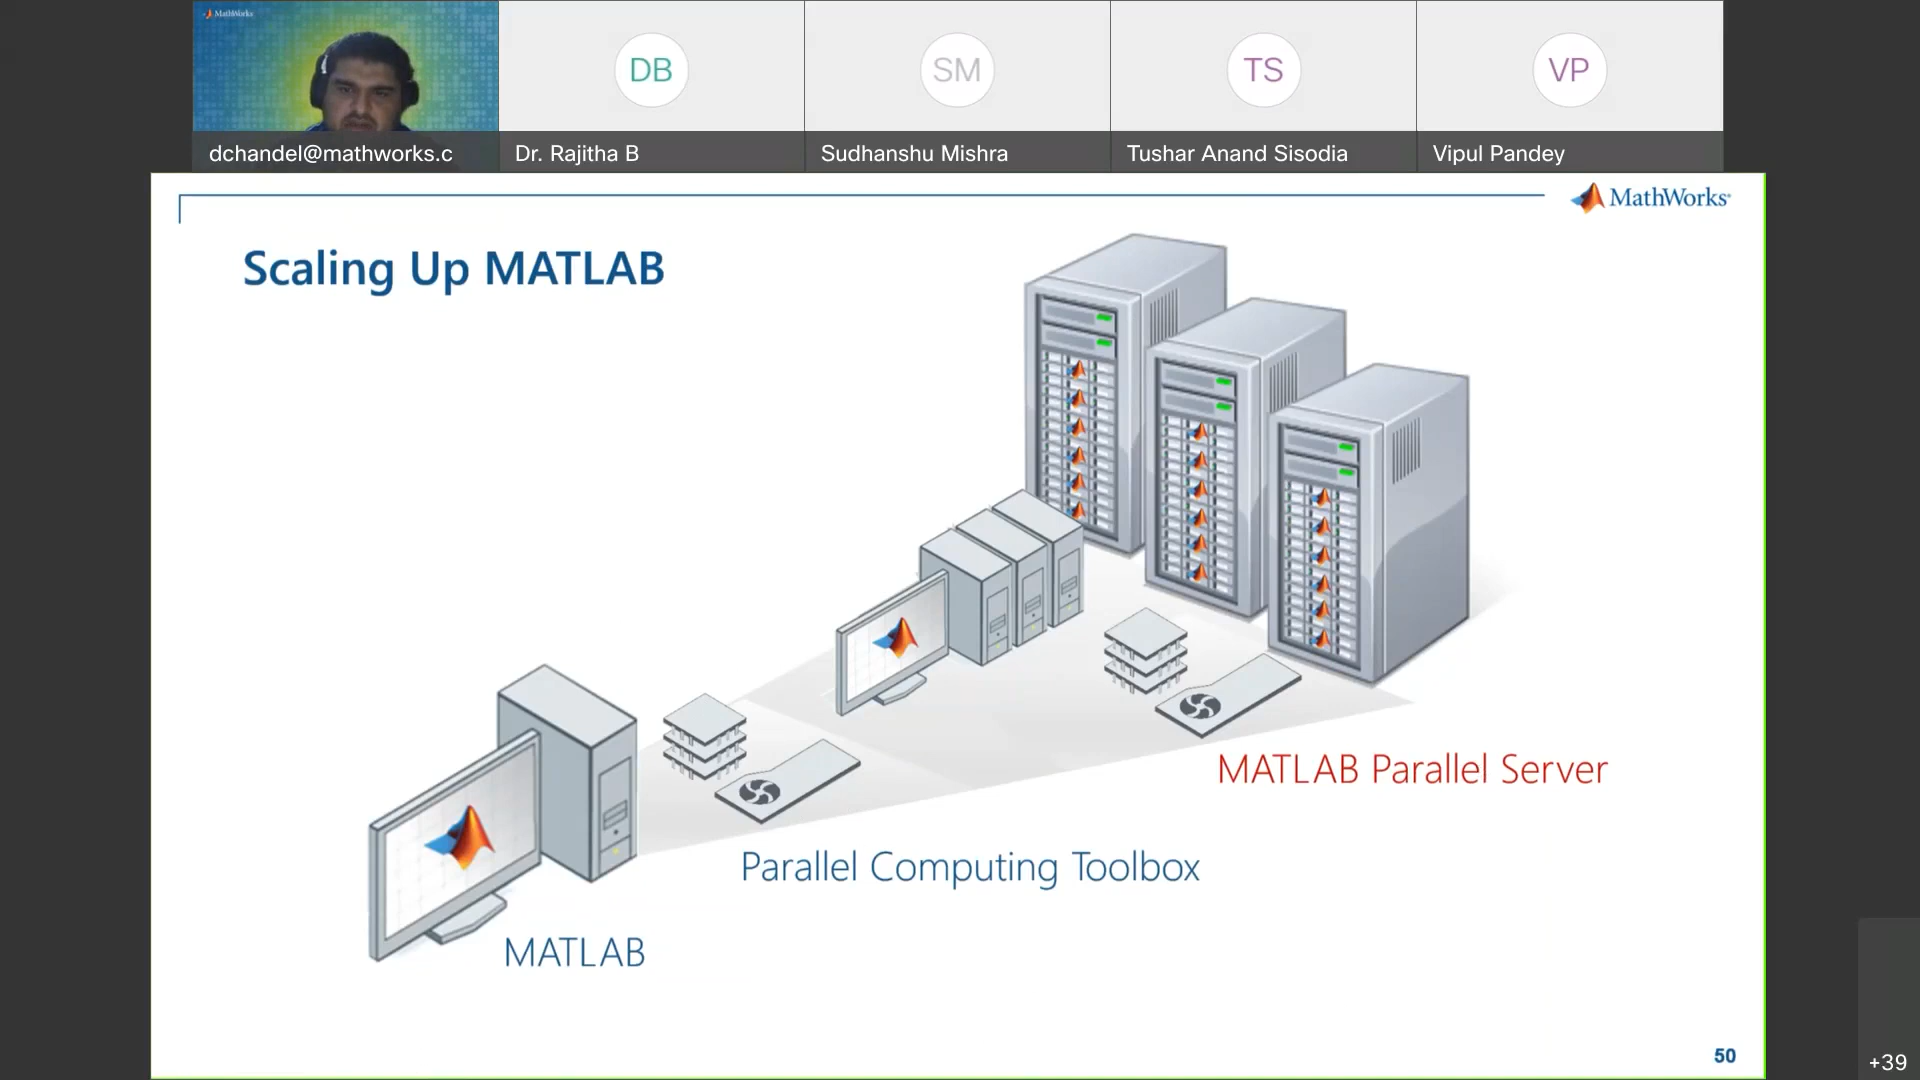 MathWorks
DB
SM
TS
VP
dchandel@mathworks.c
Dr. Rajitha B
Sudhanshu Mishra
Tushar Anand Sisodia
Vipul Pandey
MathWorks®
Scaling Up MATLAB
MATLAB Parallel Server
Parallel Computing Toolbox
MATLAB
50
+39